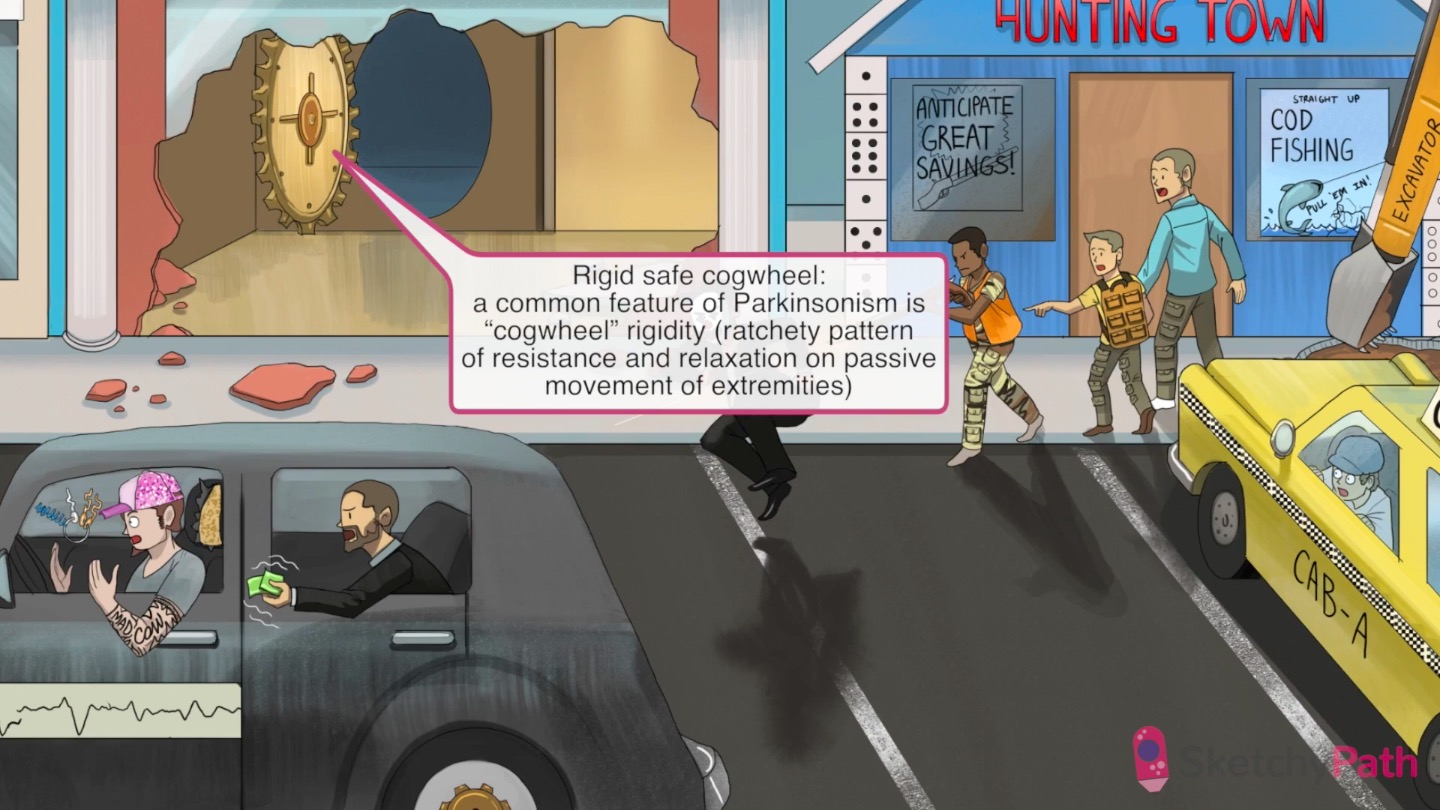 HUNTING TOWN
ANTICIPATE
GREAT
SAVINGS!
STRAIGHT UP
COD
FISHING
PULL 'EM IN!
EXCAVATOR
Rigid safe cogwheel:
a common feature of Parkinsonism is
“cogwheel” rigidity (ratchety pattern
of resistance and relaxation on passive
movement of extremities)
MAD COW
CAB-A
SketchyPath